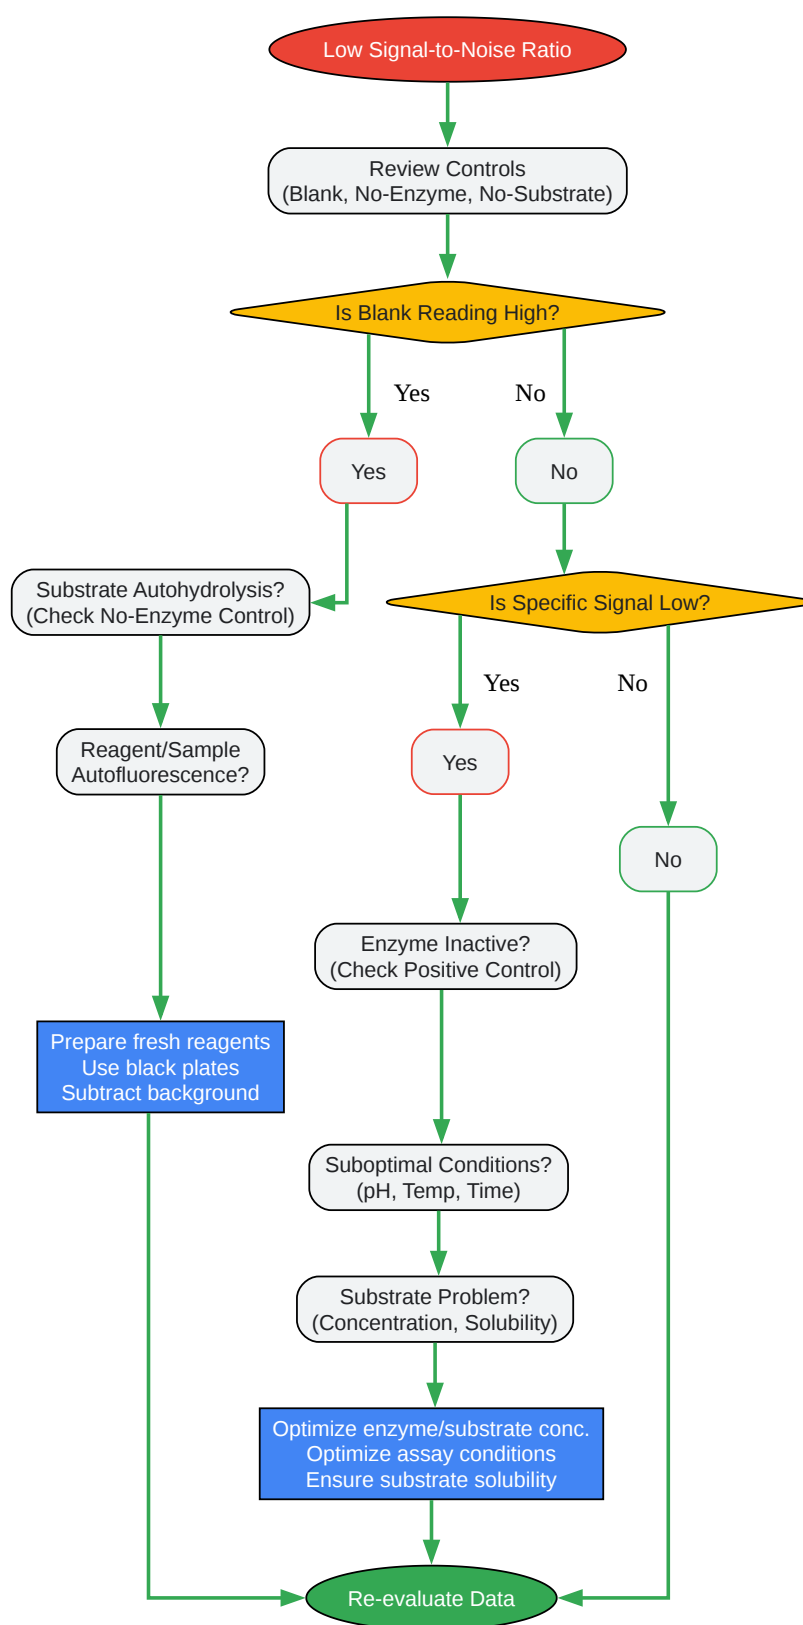 Low Signal-to-Noise Ratio
Review Controls
(Blank, No-Enzyme, No-Substrate)
Is Blank Reading High?
Yes
No
Yes
No
Substrate Autohydrolysis?
(Check No-Enzyme Control)
Is Specific Signal Low?
Yes
No
Reagent/Sample
Autofluorescence?
Yes
No
Enzyme Inactive?
(Check Positive Control)
Prepare fresh reagents
Use black plates
Subtract background
Suboptimal Conditions?
(pH, Temp, Time)
Substrate Problem?
(Concentration, Solubility)
Optimize enzyme/substrate conc.
Optimize assay conditions
Ensure substrate solubility
Re-evaluate Data